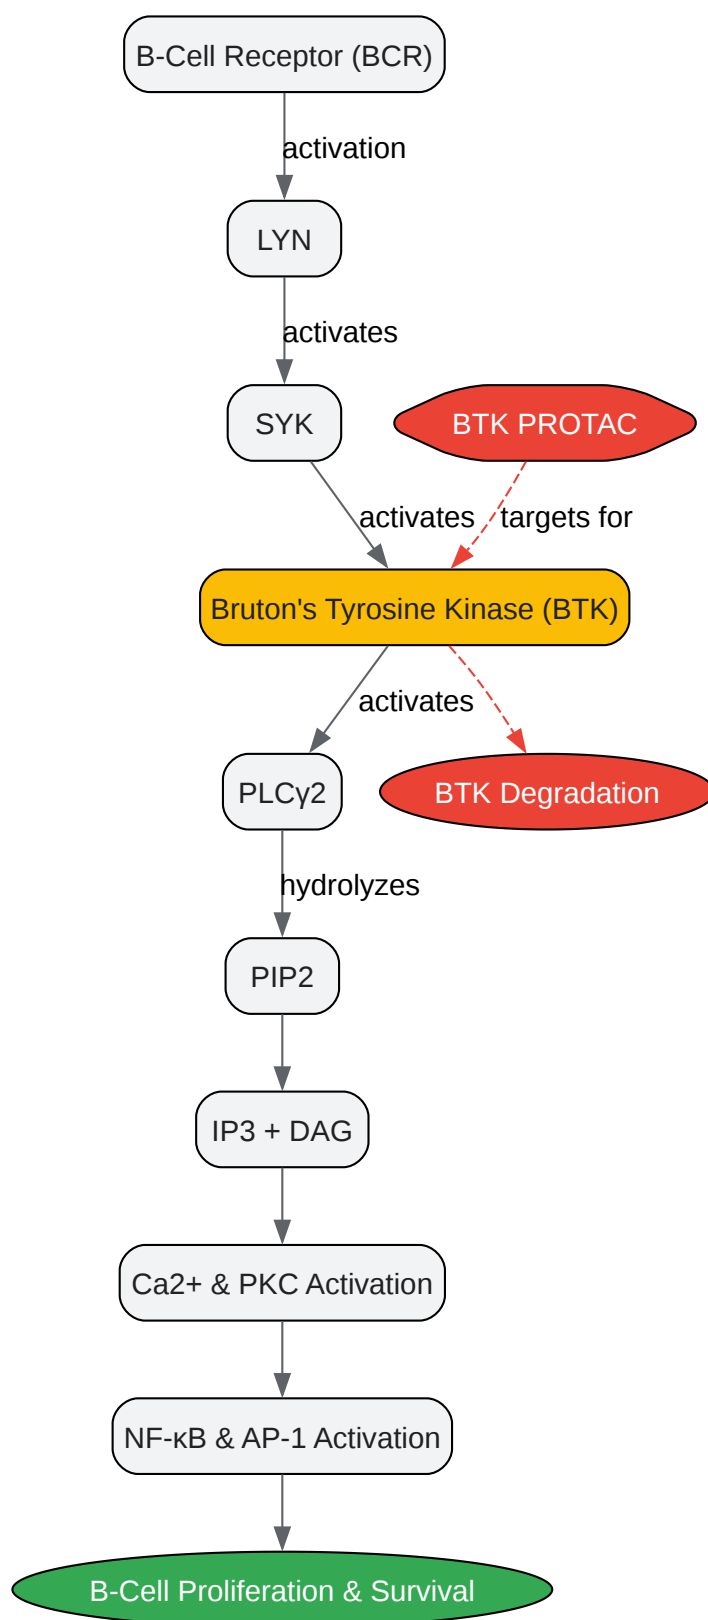 B-Cell Receptor (BCR)
activation
LYN
activates
SYK
BTK PROTAC
activates
targets for
Bruton's Tyrosine Kinase (BTK)
activates
PLCγ2
BTK Degradation
hydrolyzes
PIP2
IP3 + DAG
Ca2+ & PKC Activation
NF-κB & AP-1 Activation
B-Cell Proliferation & Survival